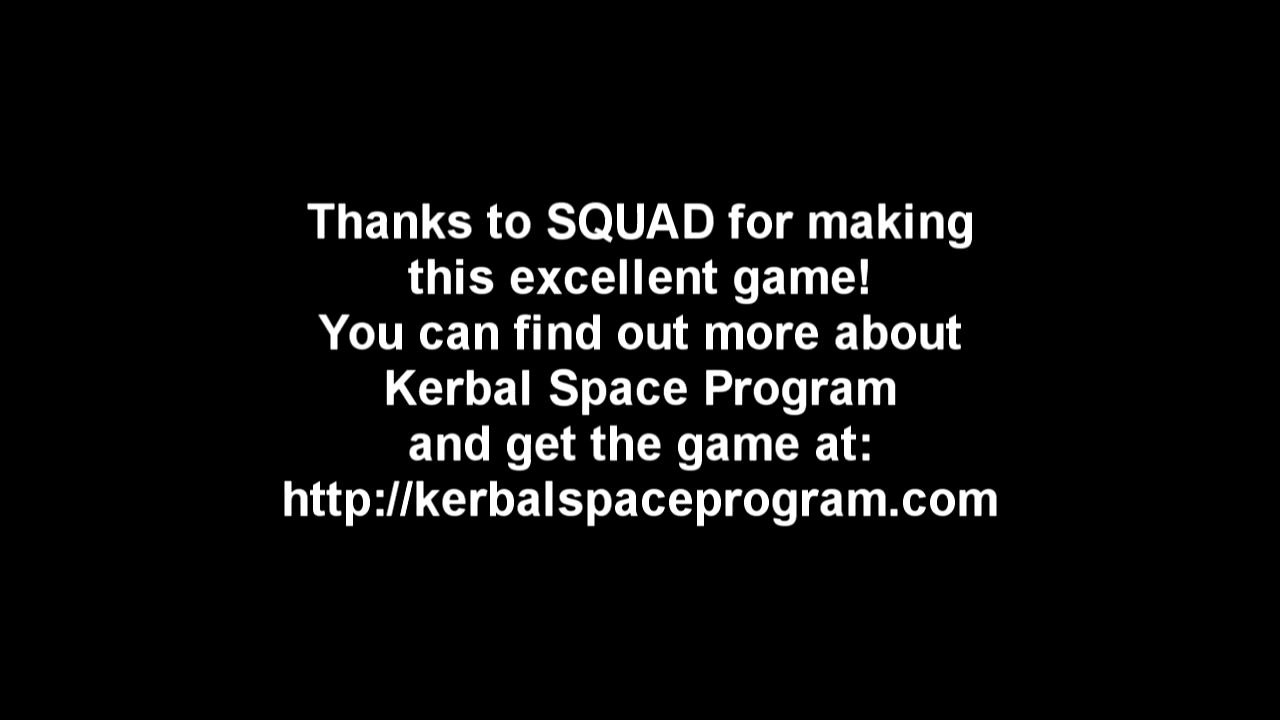 Thanks to SQUAD for making
this excellent game!
You can find out more about
Kerbal Space Program
and get the game at:
http://kerbalspaceprogram.com